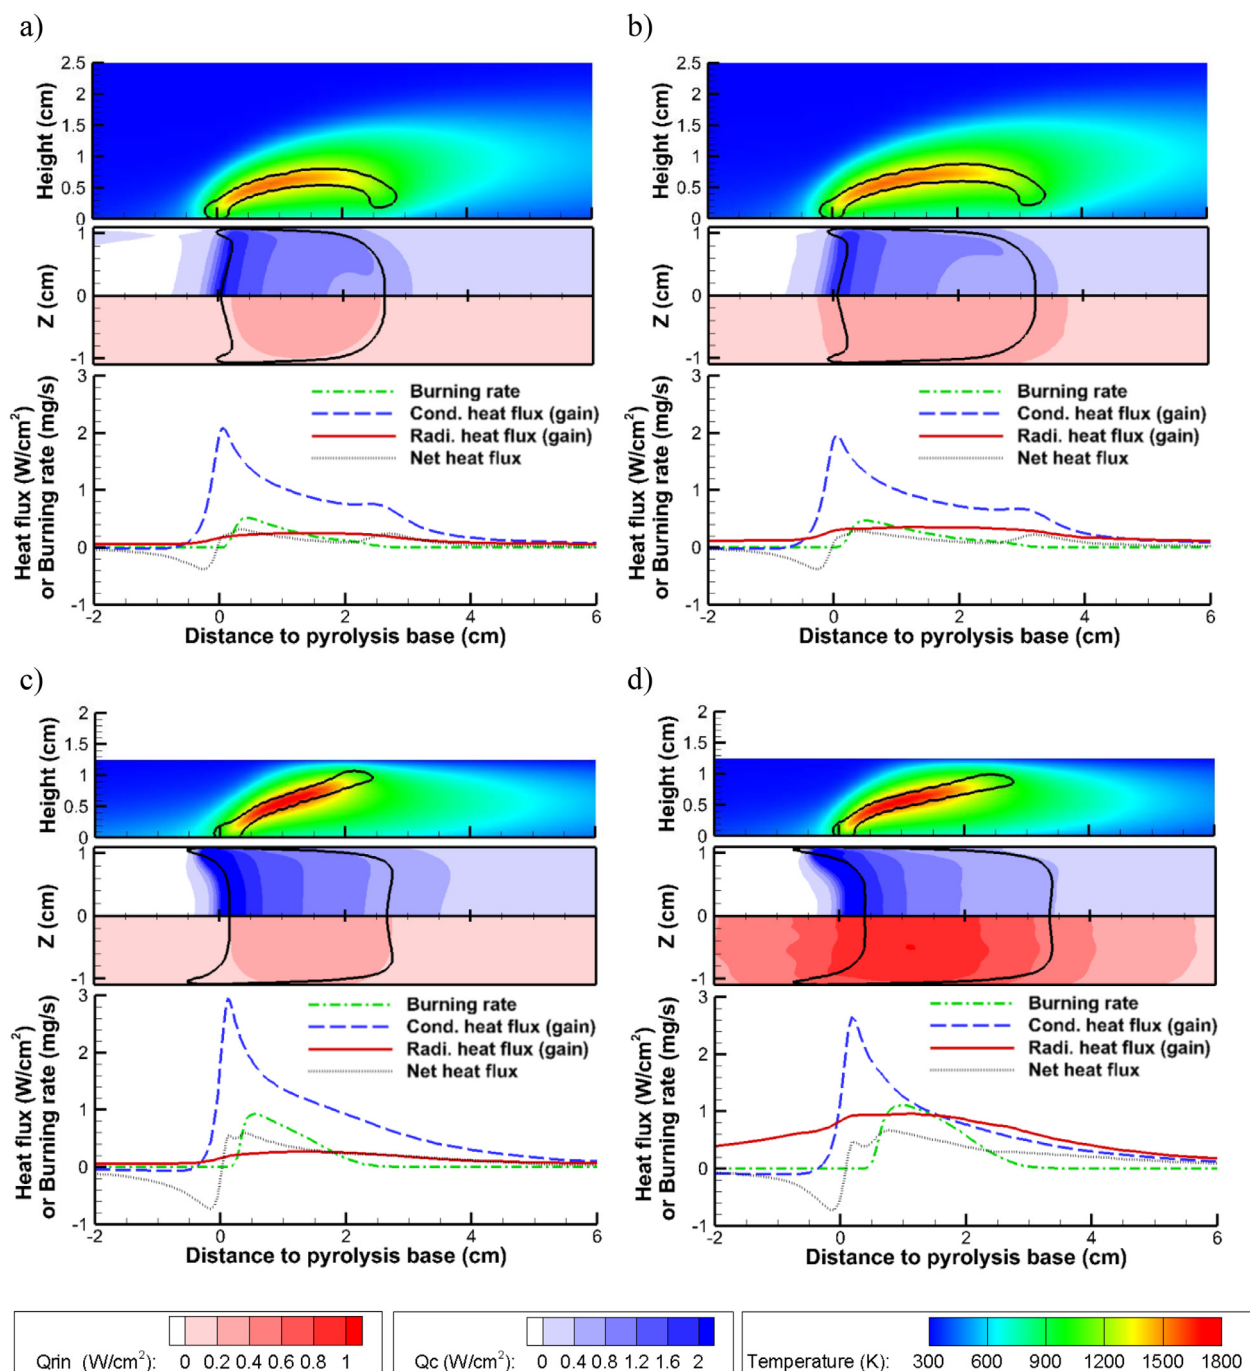 a)
b)
Height (cm)
2.5
2
1.5
1
0.5
0
Height (cm)
2.5
2
1.5
1
0.5
0
Z (cm)
1
0
-1
Z (cm)
1
0
-1
Heat flux (W/cm²)
or Burning rate (mg/s)
3
2
1
0
-1
Burning rate
Cond. heat flux (gain)
Radi. heat flux (gain)
Net heat flux
-2 0 2 4 6
Distance to pyrolysis base (cm)
Heat flux (W/cm²)
or Burning rate (mg/s)
3
2
1
0
-1
Burning rate
Cond. heat flux (gain)
Radi. heat flux (gain)
Net heat flux
-2 0 2 4 6
Distance to pyrolysis base (cm)
c)
d)
Height (cm)
2
1.5
1
0.5
0
Height (cm)
2
1.5
1
0.5
0
Z (cm)
1
0
-1
Z (cm)
1
0
-1
Heat flux (W/cm²)
or Burning rate (mg/s)
3
2
1
0
-1
Burning rate
Cond. heat flux (gain)
Radi. heat flux (gain)
Net heat flux
-2 0 2 4 6
Distance to pyrolysis base (cm)
Heat flux (W/cm²)
or Burning rate (mg/s)
3
2
1
0
-1
Burning rate
Cond. heat flux (gain)
Radi. heat flux (gain)
Net heat flux
-2 0 2 4 6
Distance to pyrolysis base (cm)
Qrin (W/cm²): 0 0.2 0.4 0.6 0.8 1
Qc (W/cm²): 0 0.4 0.8 1.2 1.6 2
Temperature (K): 300 600 900 1200 1500 1800